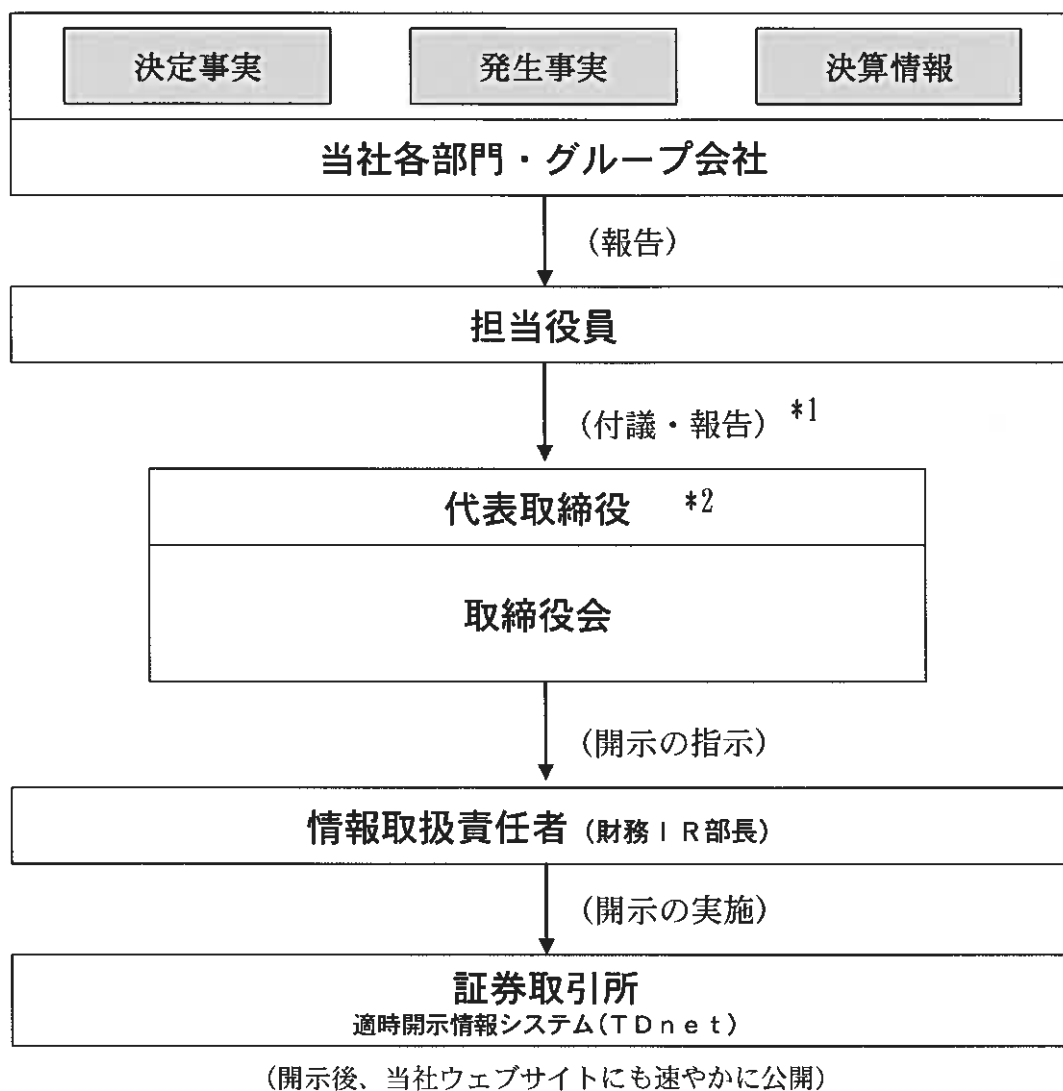 決定事実 発生事実 決算情報
当社各部門・グループ会社
(報告)
担当役員
(付議・報告) *1
代表取締役 *2
取締役会
(開示の指示)
情報取扱責任者 (財務IR部長)
(開示の実施)
証券取引所
適時開示情報システム(TDnet)
(開示後、当社ウェブサイトにも速やかに公開)